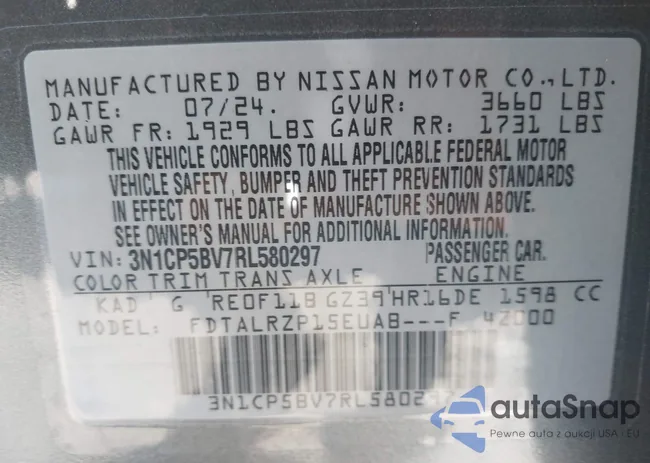 MANUFACTURED BY NISSAN MOTOR CO., LTD.
DATE: 07/24. GVWR: 3660 LBS
GAWR FR: 1929 LBS GAWR RR: 1731 LBS
THIS VEHICLE CONFORMS TO ALL APPLICABLE FEDERAL MOTOR
VEHICLE SAFETY, BUMPER AND THEFT PREVENTION STANDARDS
IN EFFECT ON THE DATE OF MANUFACTURE SHOWN ABOVE.
SEE OWNER'S MANUAL FOR ADDITIONAL INFORMATION.
VIN: 3N1CP5BV7RL580297 PASSENGER CAR.
COLOR TRIM TRANS AXLE ENGINE
KAD G RE0F11B GZ39 HR16DE 1598 CC
MODEL: FDTALRZP15EUAB---F 42000
3N1CP5BV7RL580297
autaSnap
Pewne auta z aukcji USA - EU